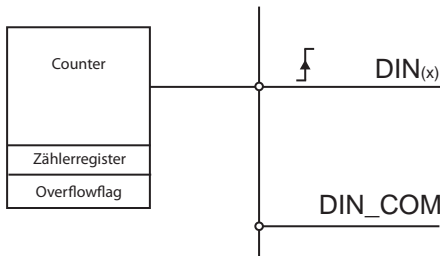 Counter
DIN(x)
Zählerregister
Overflowflag
DIN_COM